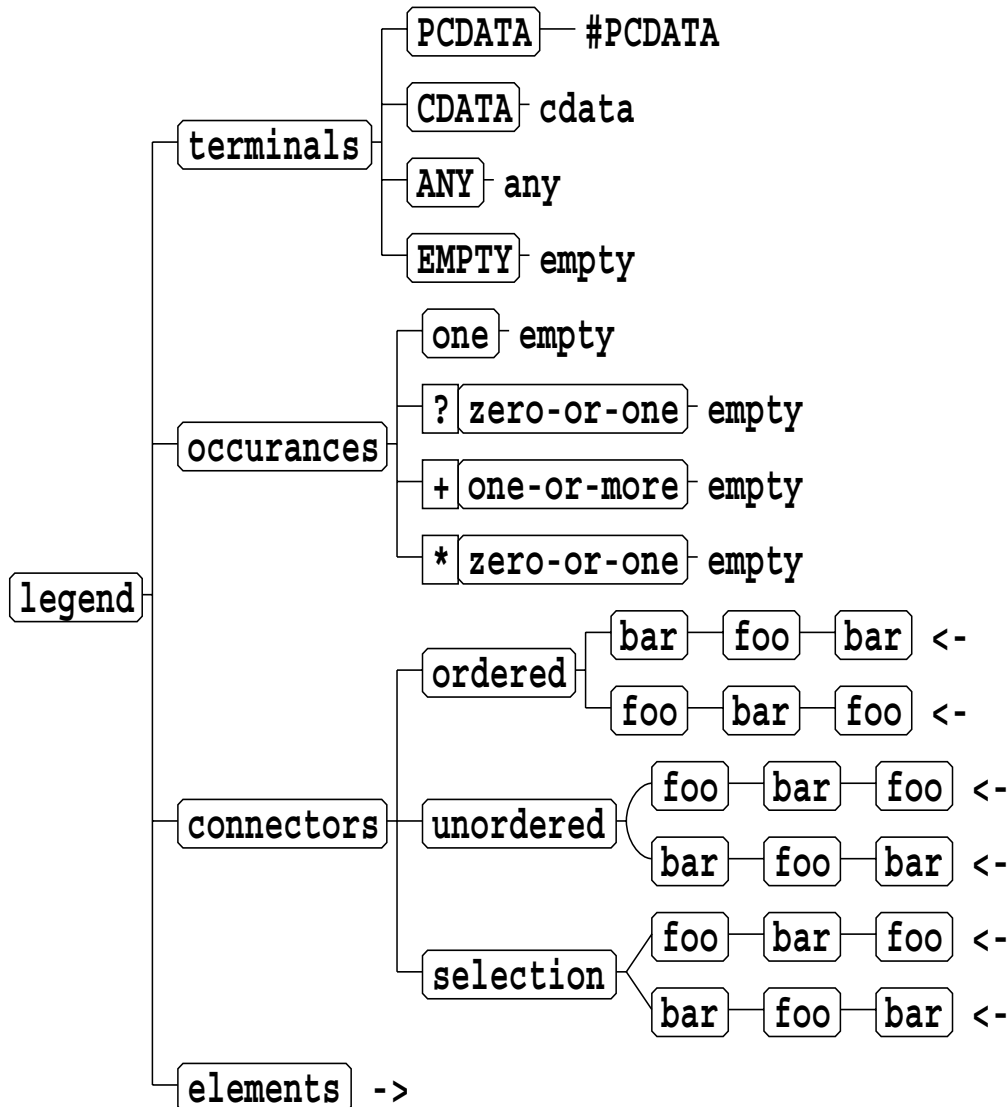 PCDATA #PCDATA
CDATA cdata
terminals
ANY any
EMPTY empty
one empty
? zero-or-one empty
occurances
+ one-or-more empty
* zero-or-one empty
legend
bar foo bar <-
ordered
foo bar foo <-
foo bar foo <-
connectors unordered
bar foo bar <-
foo bar foo <-
selection
bar foo bar <-
elements ->